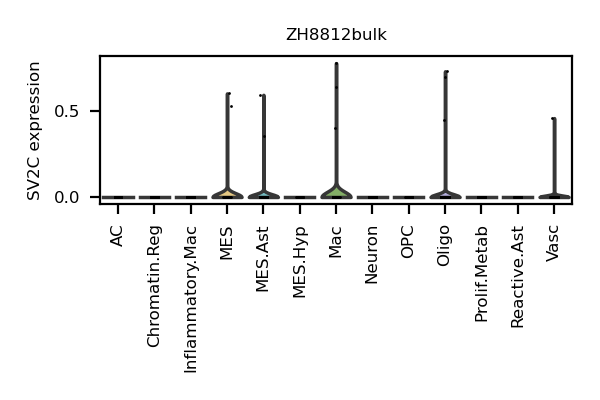 ZH8812bulk
SV2C expression
0.5
0.0
AC
Chromatin.Reg
Inflammatory.Mac
MES
MES.Ast
MES.Hyp
Mac
Neuron
OPC
Oligo
Prolif.Metab
Reactive.Ast
Vasc